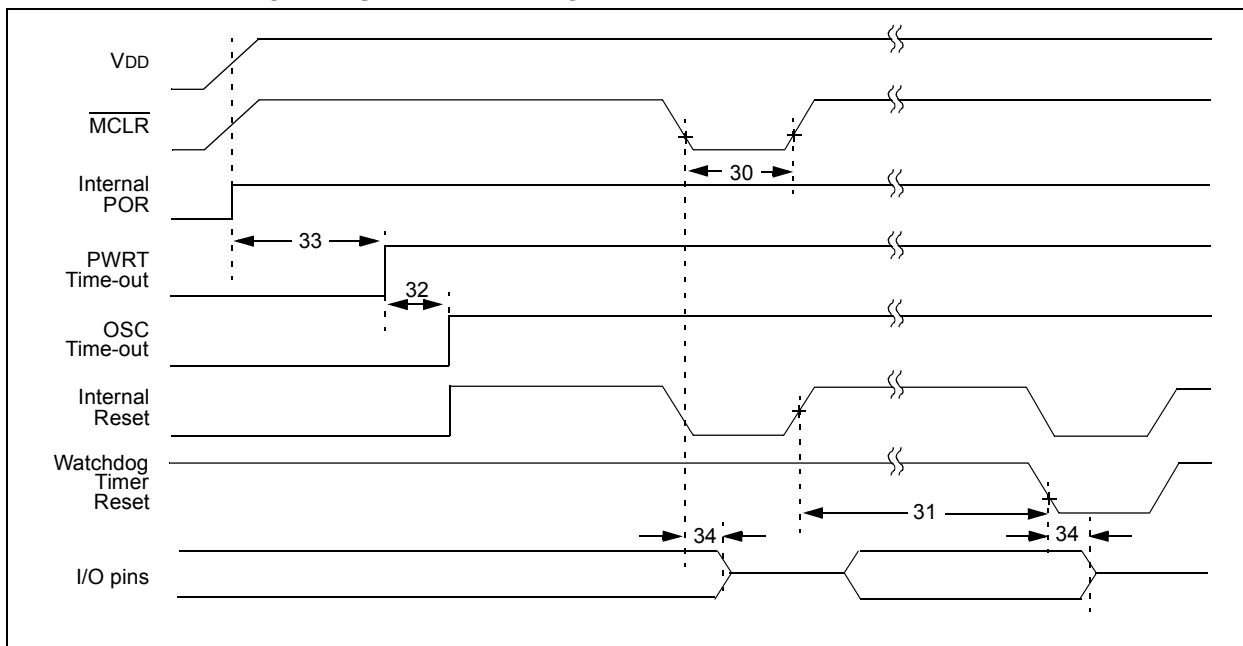 VDD
MCLR
30
Internal
POR
33
PWRT
Time-out
32
OSC
Time-out
Internal
Reset
Watchdog
Timer
Reset
31
34
34
I/O pins